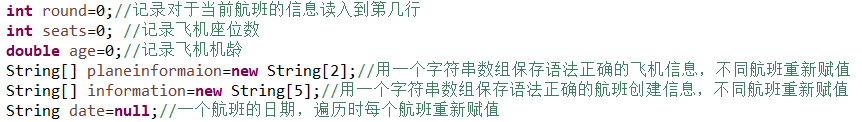 int round=0;//记录对于当前航班的信息读入到第几行
int seats=0; //记录飞机座位数
double age=0;//记录飞机机龄
String[] planeinformaion=new String[2];//用一个字符串数组保存语法正确的飞机信息，不同航班重新赋值
String[] information=new String[5];//用一个字符串数组保存语法正确的航班创建信息，不同航班重新赋值
String date=null;//一个航班的日期，遍历时每个航班重新赋值